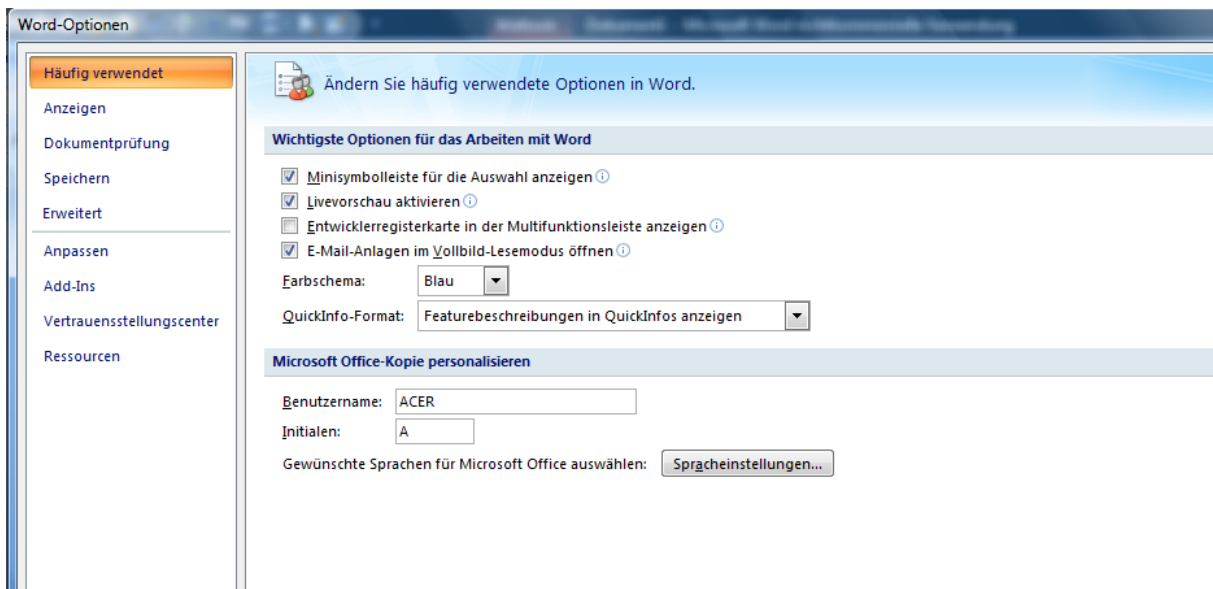 Word-Optionen
Häufig verwendet
Anzeigen
Dokumentprüfung
Speichern
Erweitert
Anpassen
Add-Ins
Vertrauensstellungscenter
Ressourcen
Ändern Sie häufig verwendete Optionen in Word.
Wichtigste Optionen für das Arbeiten mit Word
Minisymbolleiste für die Auswahl anzeigen
Livevorschau aktivieren
Entwicklerregisterkarte in der Multifunktionsleiste anzeigen
E-Mail-Anlagen im Vollbild-Lesemodus öffnen
Farbschema: Blau
QuickInfo-Format: Featurebeschreibungen in QuickInfos anzeigen
Microsoft Office-Kopie personalisieren
Benutzername: ACER
Initialen: A
Gewünschte Sprachen für Microsoft Office auswählen: Spracheinstellungen...